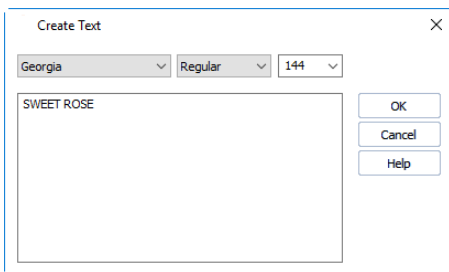 Create Text
Georgia Regular 144
SWEET ROSE
OK
Cancel
Help